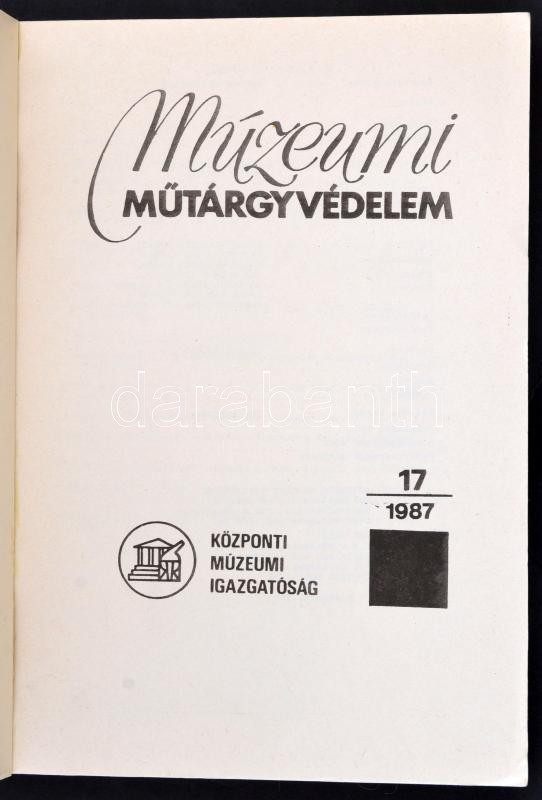 Múzeumi
MŰTÁRGYVÉDELEM
darabanth
17
1987
KÖZPONTI
MÚZEUMI
IGAZGATÓSÁG